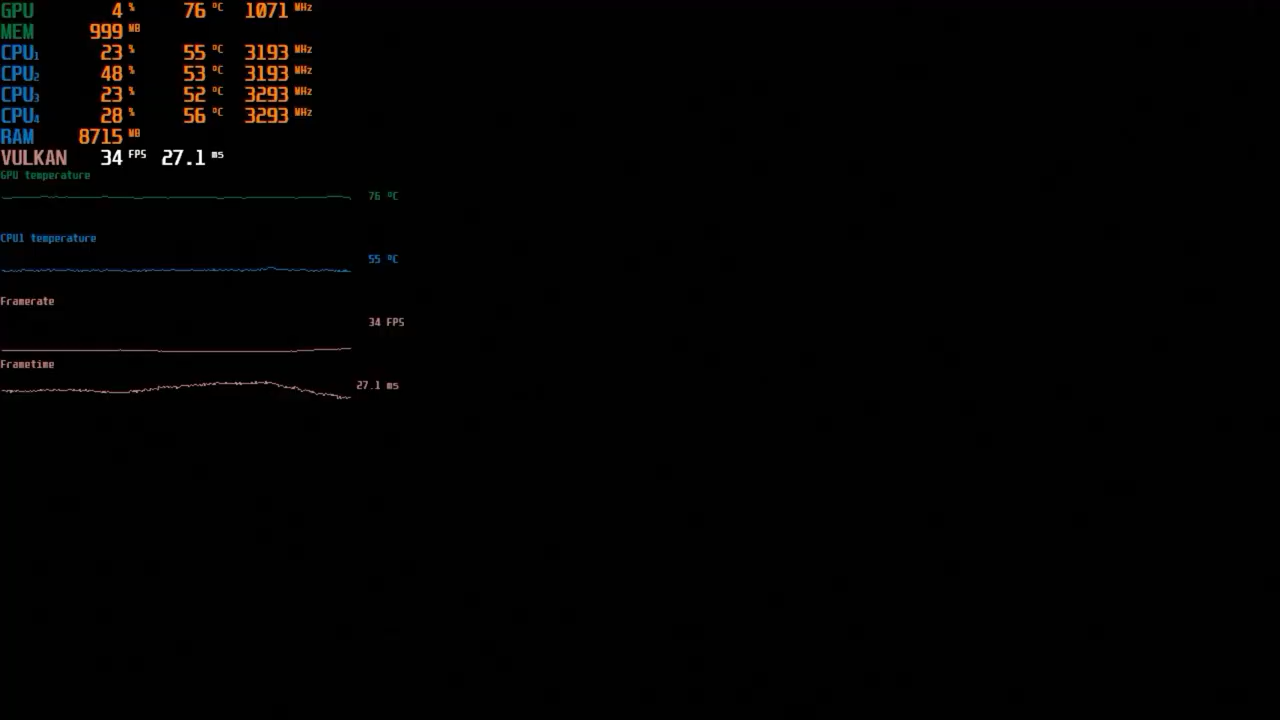 GPU 4 % 76 °C 1071 MHz
MEM 999 MB
CPU1 23 % 55 °C 3193 MHz
CPU2 48 % 53 °C 3193 MHz
CPU3 23 % 52 °C 3293 MHz
CPU4 28 % 56 °C 3293 MHz
RAM 8715 MB
VULKAN 34 FPS 27.1 ms
GPU temperature
76 °C
CPU1 temperature
55 °C
Framerate
34 FPS
Frametime
27.1 ms